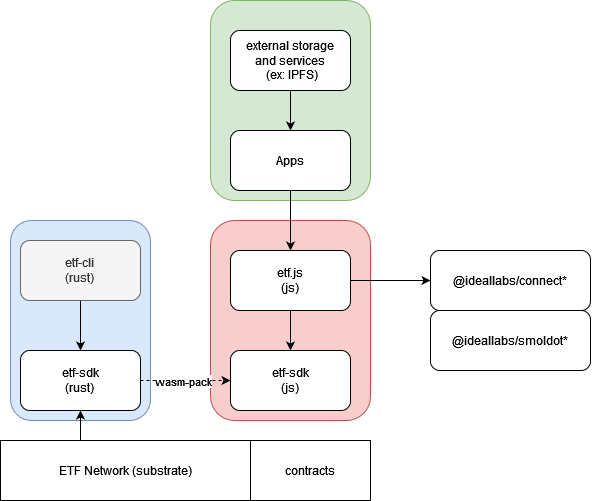 external storage
and services
(ex: IPFS)
Apps
etf-cli
(rust)
etf.js
(js)
@ideallabs/connect*
@ideallabs/smoldot*
etf-sdk
(rust)
wasm-pack
etf-sdk
(js)
ETF Network (substrate)
contracts